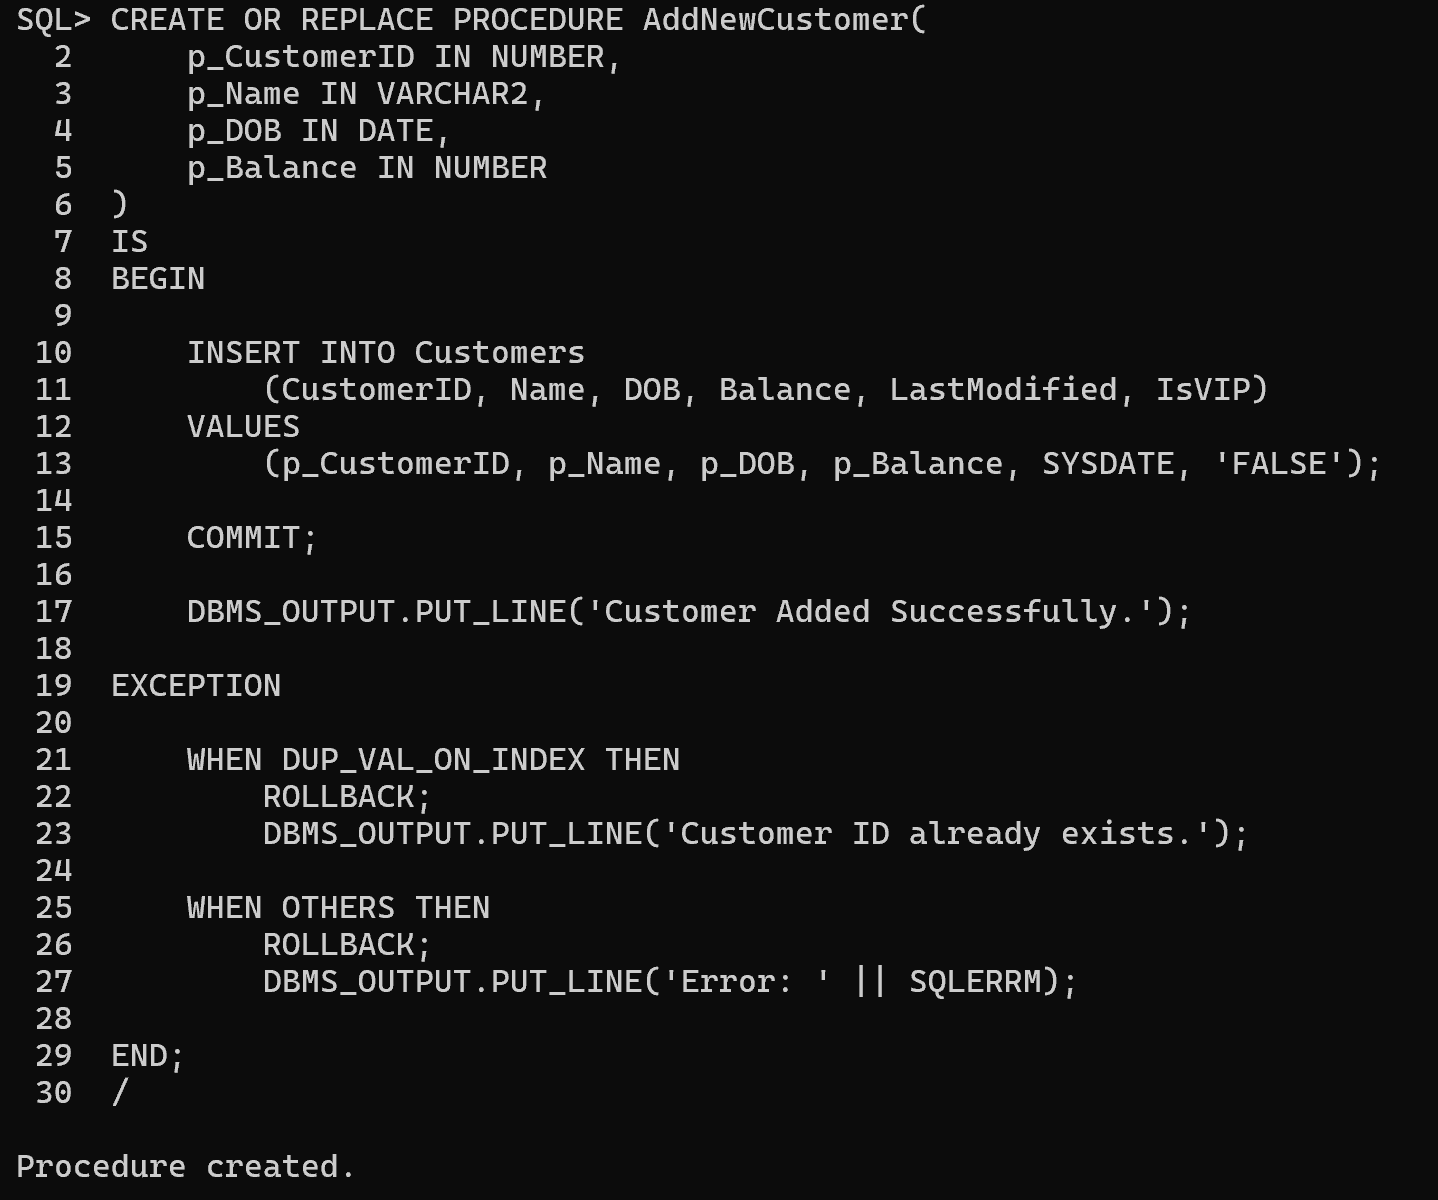 SQL> CREATE OR REPLACE PROCEDURE AddNewCustomer(
  2      p_CustomerID IN NUMBER,
  3      p_Name IN VARCHAR2,
  4      p_DOB IN DATE,
  5      p_Balance IN NUMBER
  6  )
  7  IS
  8  BEGIN
  9
 10      INSERT INTO Customers
 11          (CustomerID, Name, DOB, Balance, LastModified, IsVIP)
 12      VALUES
 13          (p_CustomerID, p_Name, p_DOB, p_Balance, SYSDATE, 'FALSE');
 14
 15      COMMIT;
 16
 17      DBMS_OUTPUT.PUT_LINE('Customer Added Successfully.');
 18
 19  EXCEPTION
 20
 21      WHEN DUP_VAL_ON_INDEX THEN
 22          ROLLBACK;
 23          DBMS_OUTPUT.PUT_LINE('Customer ID already exists.');
 24
 25      WHEN OTHERS THEN
 26          ROLLBACK;
 27          DBMS_OUTPUT.PUT_LINE('Error: ' || SQLERRM);
 28
 29  END;
 30  /
Procedure created.